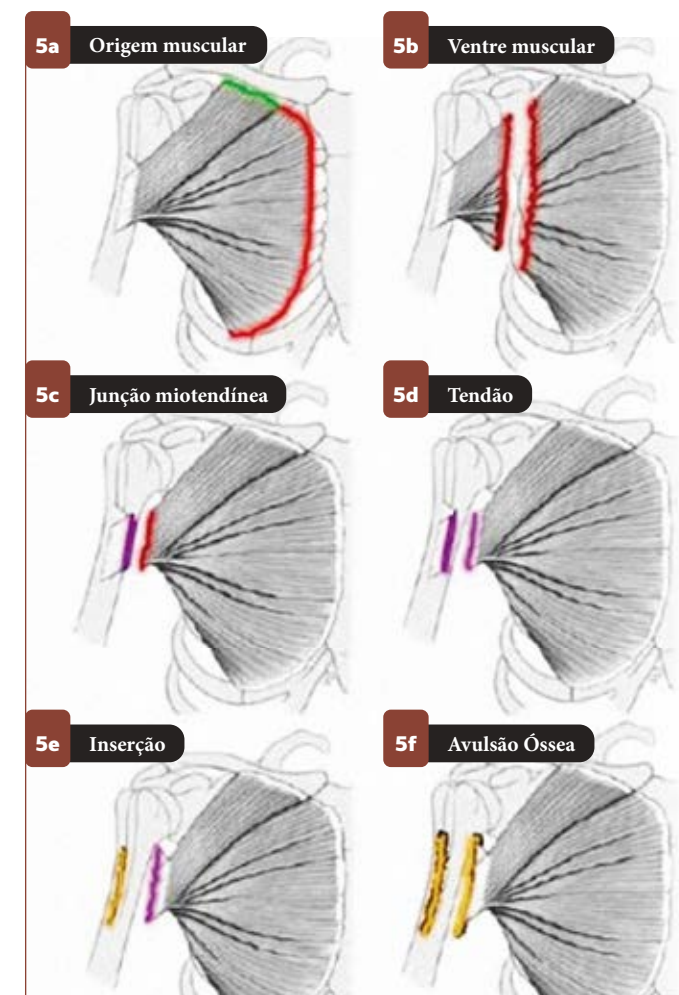 5a Origem muscular
5b Ventre muscular
5c Junção miotendínea
5d Tendão
5e Inserção
5f Avulsão Óssea